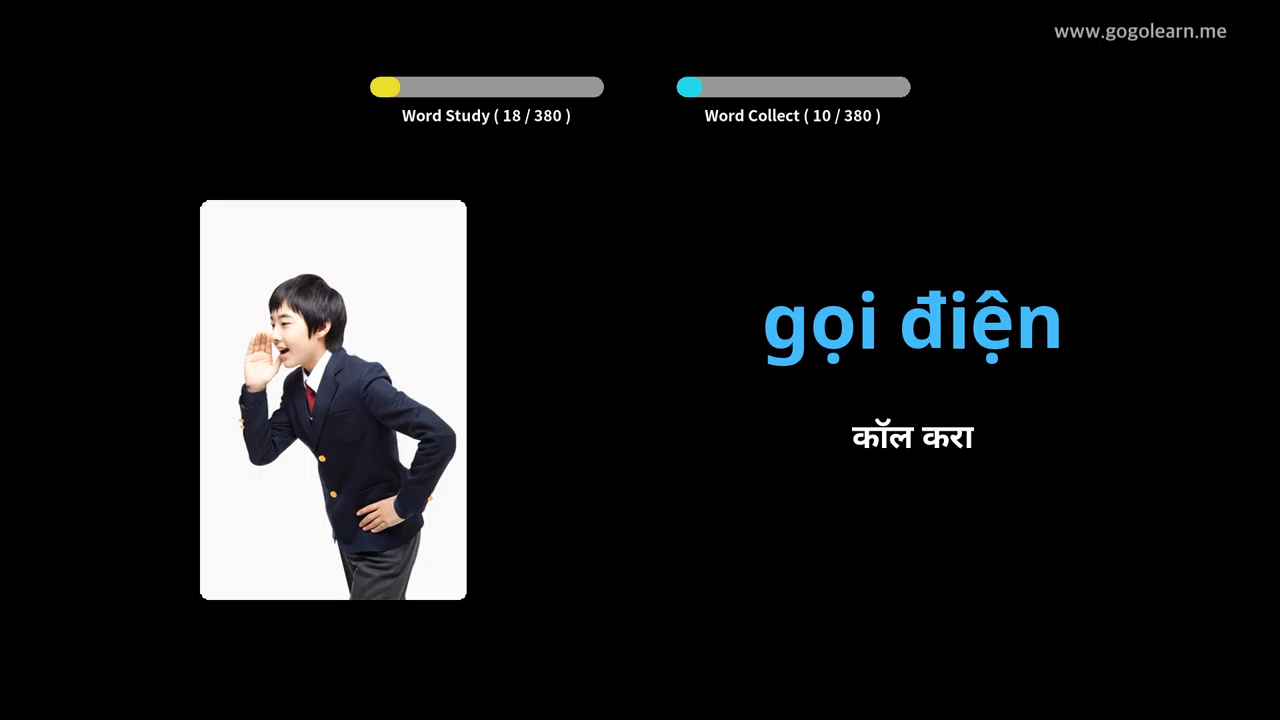 www.gogolearn.me
Word Study ( 18 / 380 )
Word Collect ( 10 / 380 )
gọi điện
कॉल करा